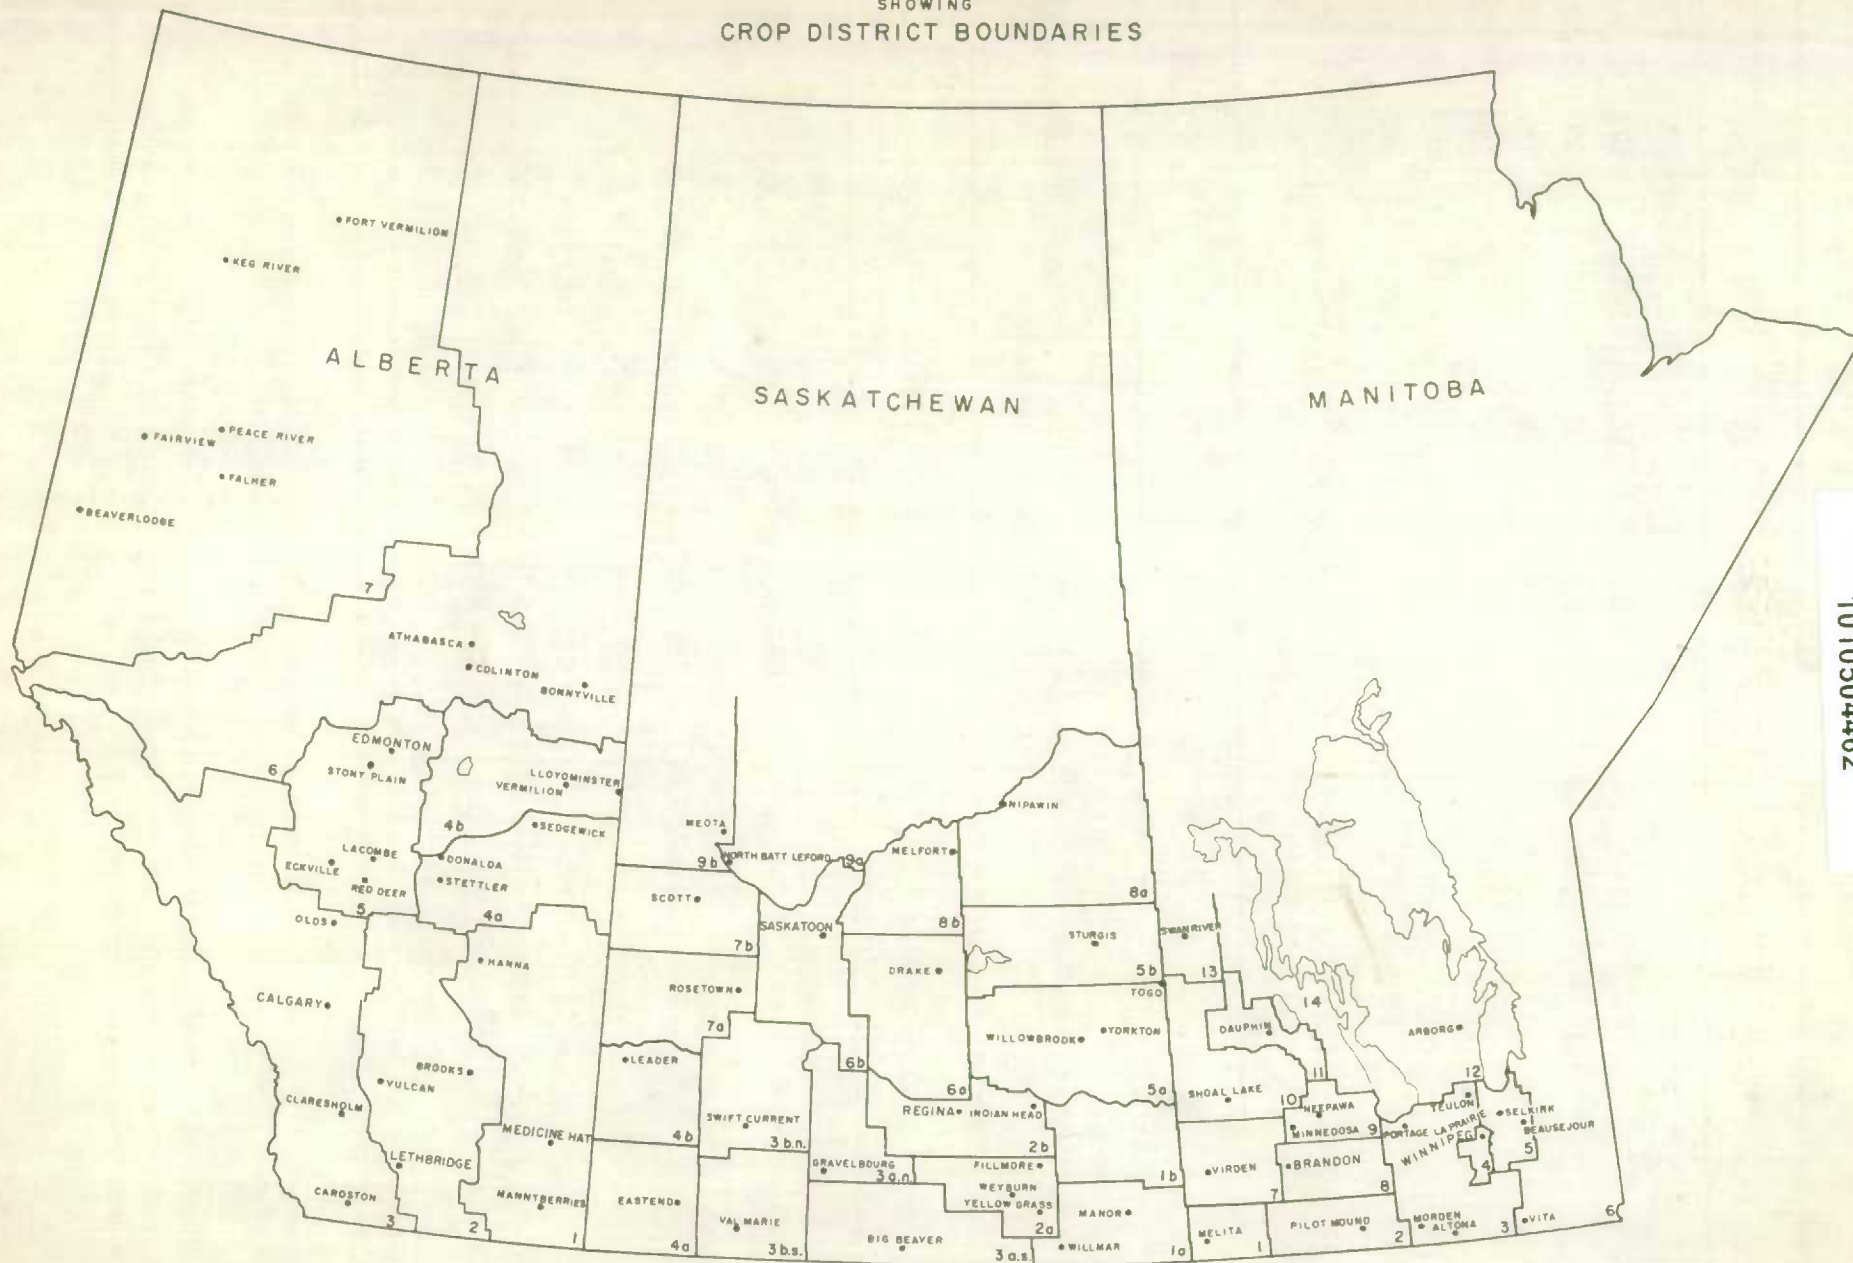 SHOWING
CROP DISTRICT BOUNDARIES
FORT VERMILION
KEG RIVER
ALBERTA
SASKATCHEWAN
MANITOBA
PEACE RIVER
FAIRVIEW
FALHER
BEAVERLODGE
7
ATHABASCA
COLINTON
BONNYVILLE
EDMONTON
STONY PLAIN
6
LLOYDMINSTER
VERMILION
4b
SEDGEWICK
LACOMBE
ECKVILLE
RED DEER
DONALDA
STETTLER
5
4a
OLDS
HANNA
CALGARY
BROOKS
VULCAN
CLARESHOLM
MEDICINE HAT
LETHBRIDGE
CARDSTON
MANNYBERRIES
3
2
1
NIPAWIN
MEOTA
NORTH BATTLEFORD
9b
9a
MELFORT
SCOTT
8a
8b
SASKATOON
STURGIS
7b
DRAKE
5b
ROSETOWN
TOGO
7a
WILLOWBROOK
YORKTON
LEADER
6b
6a
5a
SWIFT CURRENT
REGINA
INDIAN HEAD
4b
3 b.n.
2b
GRAVELBOURG
3 a.n.
FILLMORE
WEYBURN
YELLOW GRASS
1b
EASTEND
VAL MARIE
BIG BEAVER
2a
MANOR
WILLMAR
4a
3 b.s.
3 a.s.
1a
SWAN RIVER
13
14
DAUPHIN
ARBORG
SHOAL LAKE
11
10
12
NEEPAWA
TEULON
SELKIRK
MINNEDOSA
9
PORTAGE LA PRAIRIE
WINNIPEG
BEAUSEJOUR
VIRDEN
BRANDON
4
5
7
8
MELITA
PILOT MOUND
MORDEN
ALTONA
VITA
1
2
3
6
1010304462